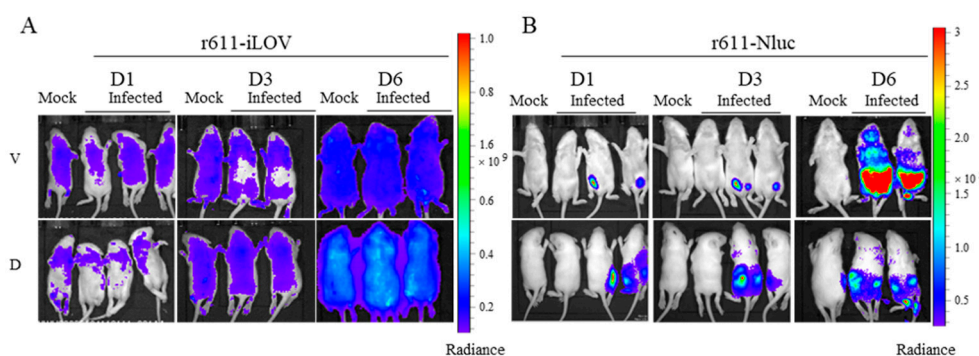 A
r611-iLOV
D1
D3
D6
Mock
Infected
Mock
Infected
Mock
Infected
V
D
1.0
0.8
1.6
× 10⁹
0.4
0.2
Radiance
B
r611-Nluc
D1
D3
D6
Mock
Infected
Mock
Infected
Mock
Infected
3
2.5
2.0
× 10
1.5
1.0
0.5
Radiance